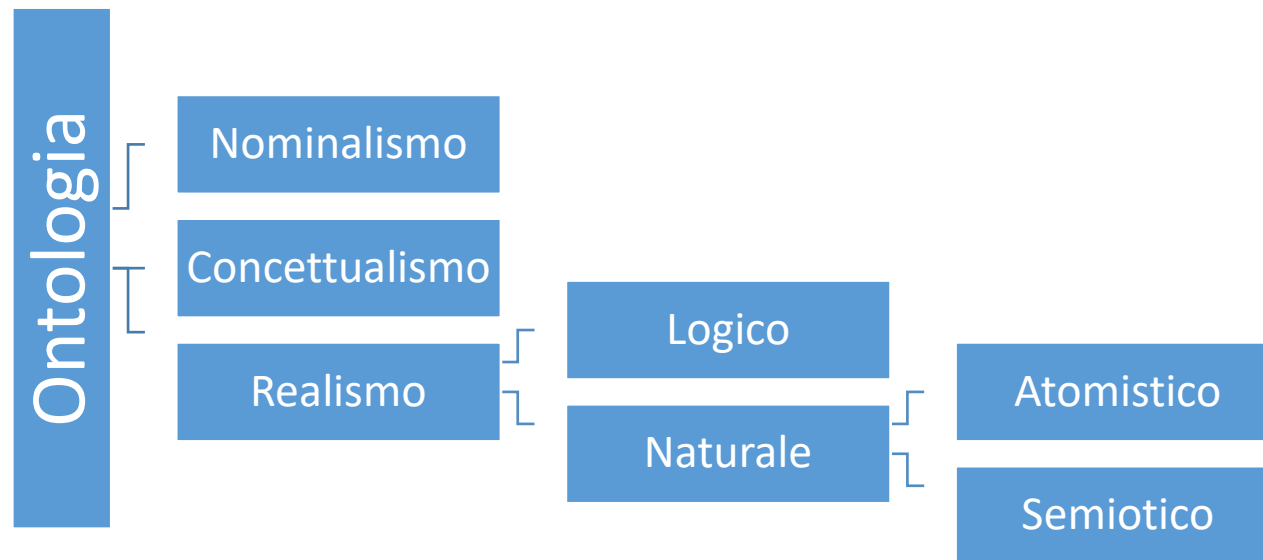 Ontologia
Nominalismo
Concettualismo
Realismo
Logico
Naturale
Atomistico
Semiotico